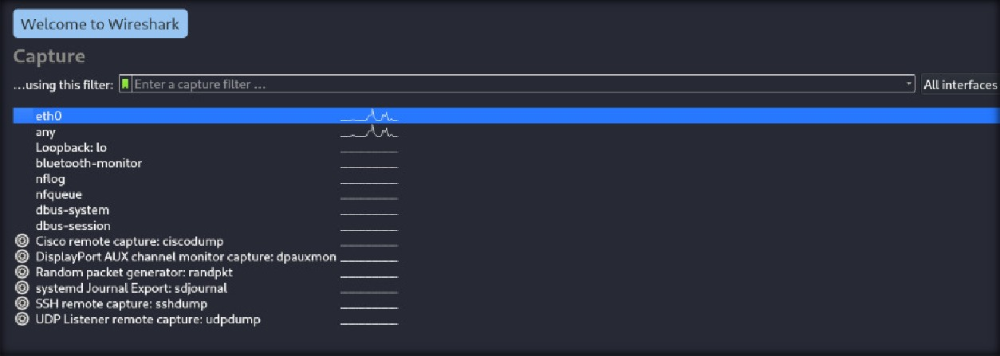 Welcome to Wireshark
Capture
...using this filter: Enter a capture filter ... All interfaces
eth0
any
Loopback: lo
bluetooth-monitor
nflog
nfqueue
dbus-system
dbus-session
Cisco remote capture: ciscodump
DisplayPort AUX channel monitor capture: dpauxmon
Random packet generator: randpkt
systemd Journal Export: sdjournal
SSH remote capture: sshdump
UDP Listener remote capture: udpdump